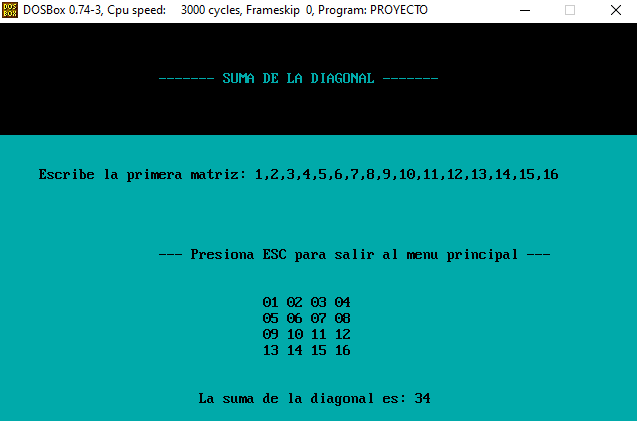 DOSBox 0.74-3, Cpu speed: 3000 cycles, Frameskip 0, Program: PROYECTO
------- SUMA DE LA DIAGONAL -------
Escribe la primera matriz: 1,2,3,4,5,6,7,8,9,10,11,12,13,14,15,16
--- Presiona ESC para salir al menu principal ---
01 02 03 04
05 06 07 08
09 10 11 12
13 14 15 16
La suma de la diagonal es: 34